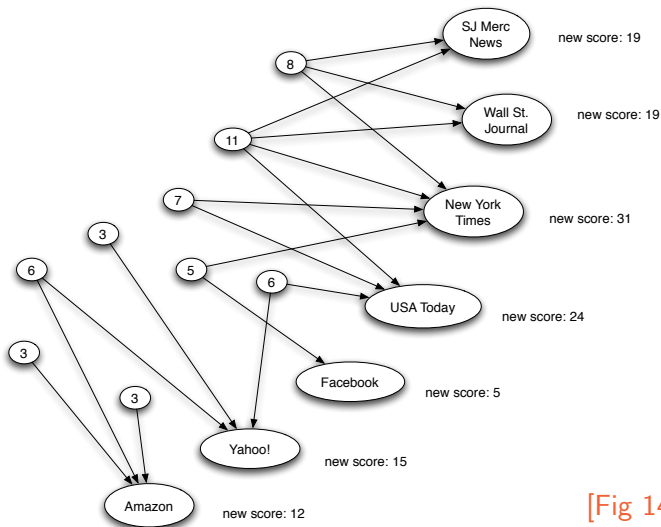 SJ Merc
News
new score: 19
8
Wall St.
Journal
new score: 19
11
7
New York
Times
new score: 31
3
6
5
6
USA Today
new score: 24
3
Facebook
new score: 5
3
Yahoo!
new score: 15
Amazon
new score: 12
[Fig 14